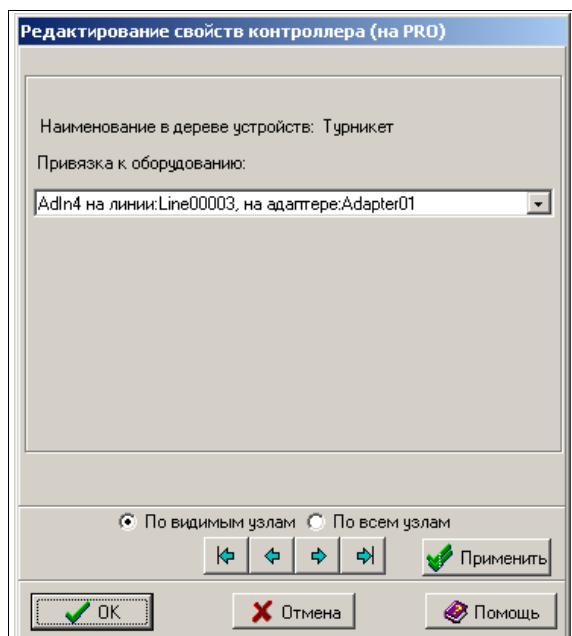 Редактирование свойств контроллера (на PRO)
Наименование в дереве устройств: Турникет
Привязка к оборудованию:
AdIn4 на линии:Line00003, на адаптере:Adapter01
По видимым узлам По всем узлам
Применить
OK Отмена Помощь